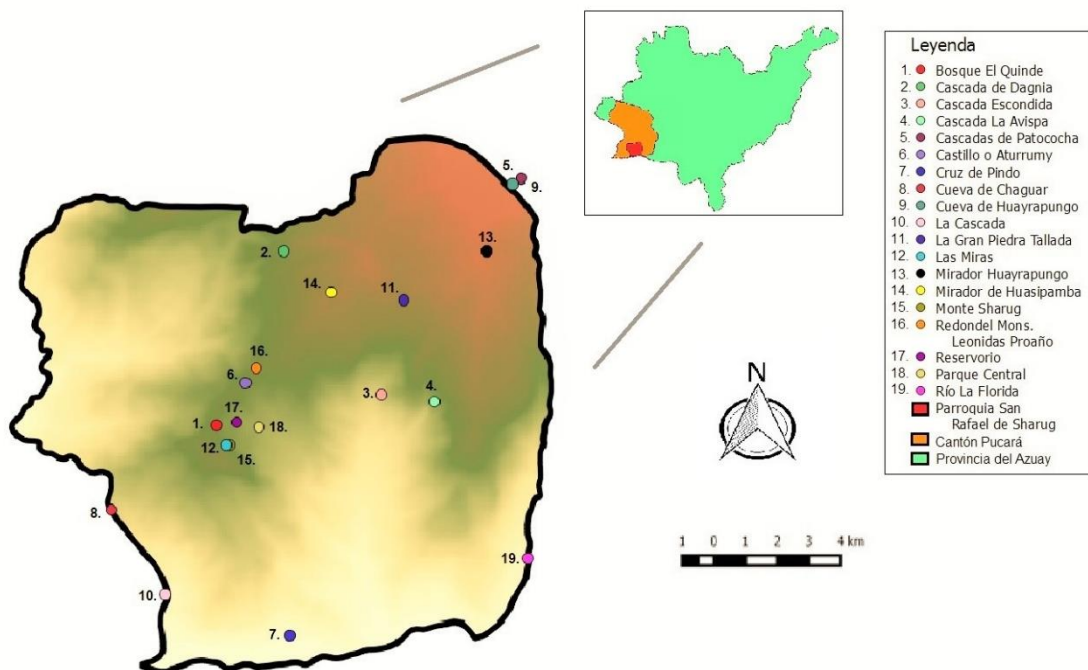 Leyenda
1. Bosque El Quinde
2. Cascada de Dagnia
3. Cascada Escondida
4. Cascada La Avispa
5. Cascadas de Patococha
6. Castillo o Aturrumy
7. Cruz de Pindo
8. Cueva de Chaguar
9. Cueva de Huayrapungo
10. La Cascada
11. La Gran Piedra Tallada
12. Las Miras
13. Mirador Huayrapungo
14. Mirador de Huasipamba
15. Monte Sharug
16. Redondel Mons.
Leonidas Proaño
17. Reservorio
18. Parque Central
19. Río La Florida
Parroquia San
Rafael de Sharug
Cantón Pucará
Provincia del Azuay
5.
9.
13.
2.
14.
11.
16.
6.
3.
4.
1.
17.
18.
12.
15.
8.
19.
10.
7.
N
1 0 1 2 3 4 km